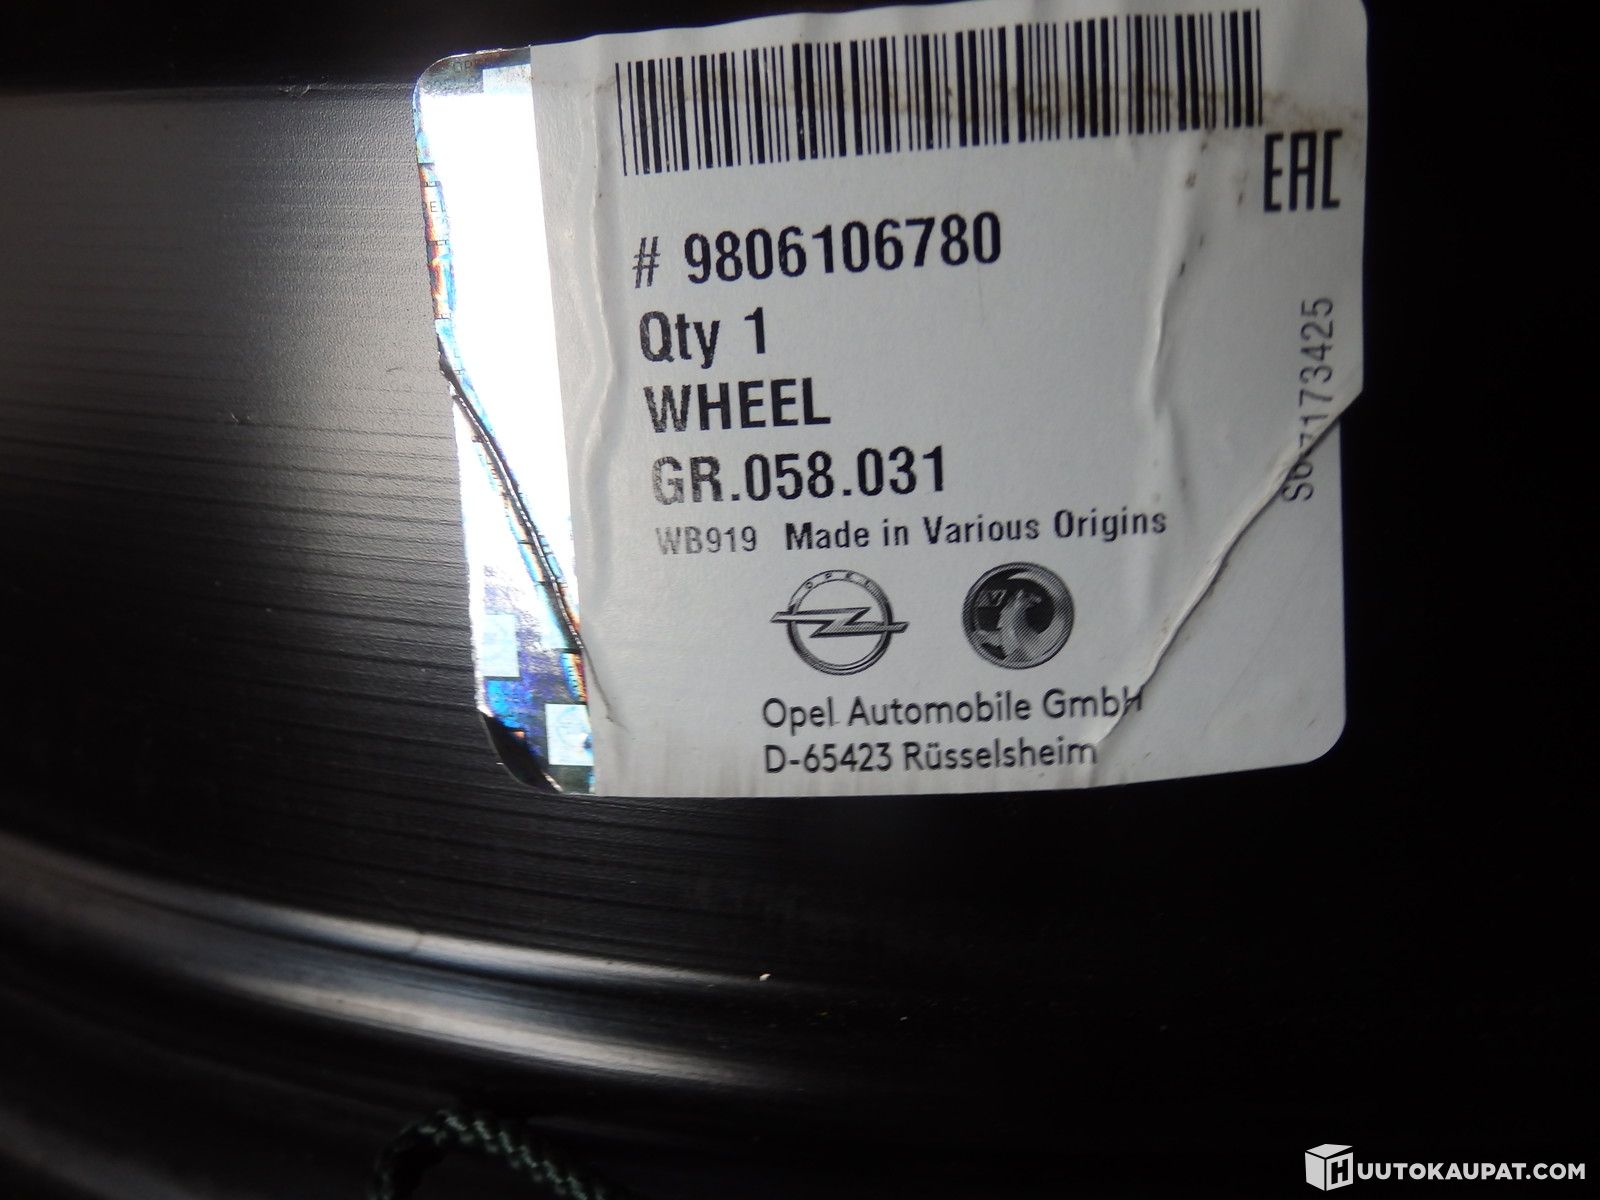 EAC
# 9806106780
Qty 1
WHEEL
GR.058.031
WB919 Made in Various Origins
OPEL
Opel Automobile GmbH
D-65423 Rüsselsheim
HUUTOKAUPAT.COM